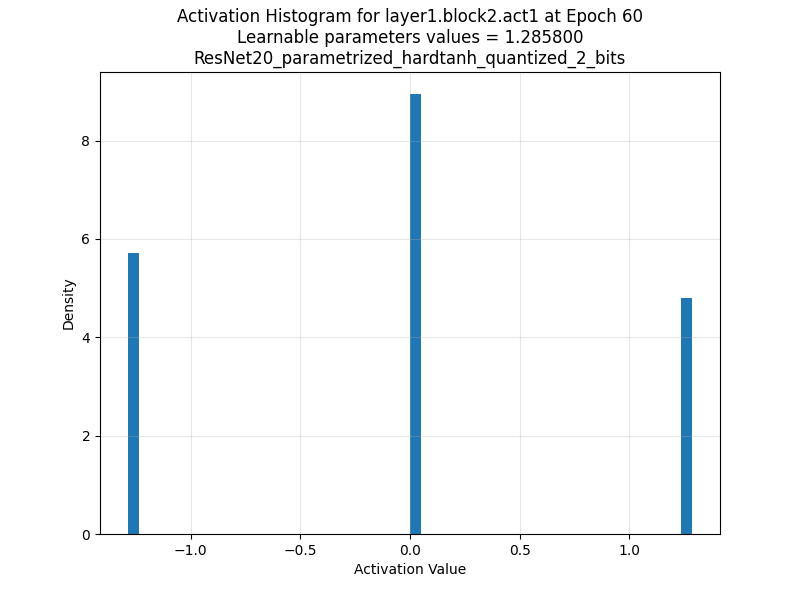 Activation Histogram for layer1.block2.act1 at Epoch 60
Learnable parameters values = 1.285800
ResNet20_parametrized_hardtanh_quantized_2_bits
8
6
4
2
0
Density
−1.0 −0.5 0.0 0.5 1.0
Activation Value